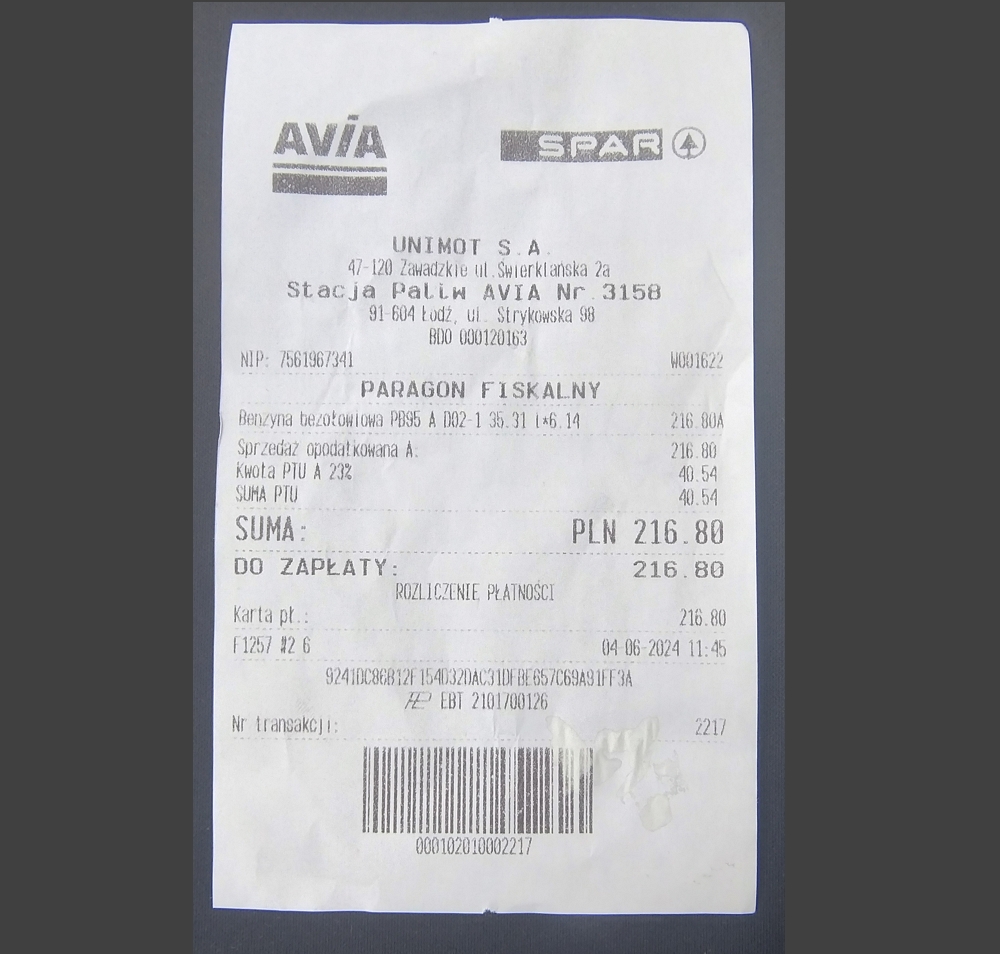 AVIA SPAR
UNIMOT S.A.
47-120 Zawadzkie ul.Świerklańska 2a
Stacja Paliw AVIA Nr 3158
91-604 Łodź, ul. Strykowska 98
BDO 000120163
NIP: 7561967341 W001622
PARAGON FISKALNY
Benzyna bezołowiowa PB95 A D02-1 35.31 l*6.14 216.80A
Sprzedaż opodatkowana A: 216.80
Kwota PTU A 23% 40.54
SUMA PTU 40.54
SUMA: PLN 216.80
DO ZAPŁATY: 216.80
ROZLICZENIE PŁATNOŚCI
Karta pł.: 216.80
F1257 #2 6 04-06-2024 11:45
9241DC86B12F154D32DAC31DFBE657C69A91FF3A
EBT 2101700126
Nr transakcji: 2217
000102010002217